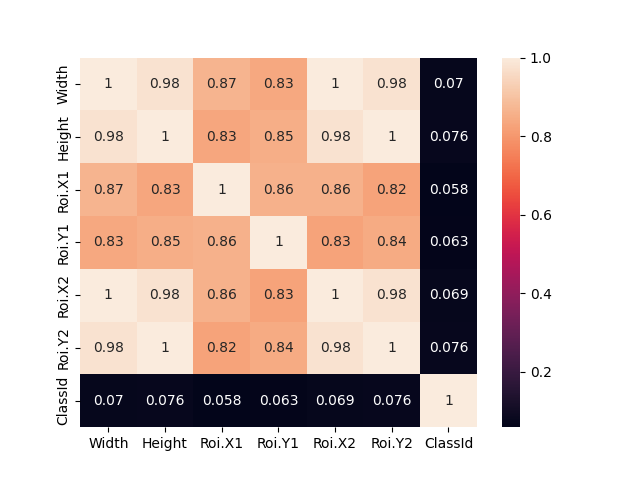 Width 1 0.98 0.87 0.83 1 0.98 0.07
Height 0.98 1 0.83 0.85 0.98 1 0.076
Roi.X1 0.87 0.83 1 0.86 0.86 0.82 0.058
Roi.Y1 0.83 0.85 0.86 1 0.83 0.84 0.063
Roi.X2 1 0.98 0.86 0.83 1 0.98 0.069
Roi.Y2 0.98 1 0.82 0.84 0.98 1 0.076
ClassId 0.07 0.076 0.058 0.063 0.069 0.076 1
Width Height Roi.X1 Roi.Y1 Roi.X2 Roi.Y2 ClassId
1.0
0.8
0.6
0.4
0.2